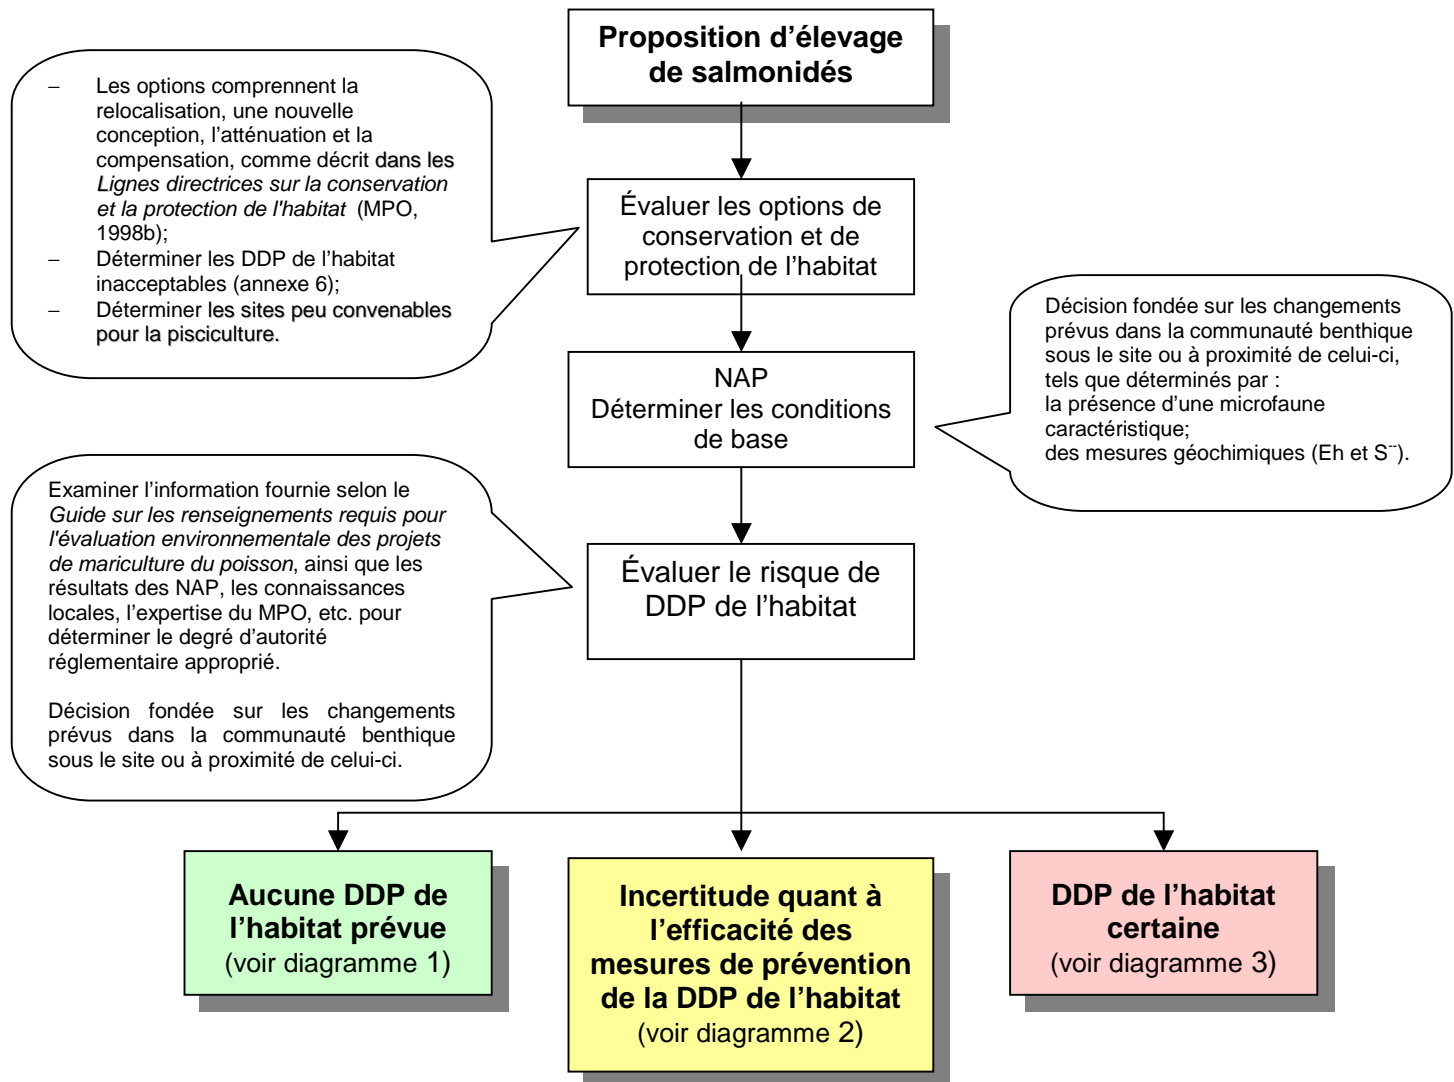 Proposition d’élevage
de salmonidés
– Les options comprennent la
relocalisation, une nouvelle
conception, l’atténuation et la
compensation, comme décrit dans les
Lignes directrices sur la conservation
et la protection de l'habitat (MPO,
1998b);
– Déterminer les DDP de l’habitat
inacceptables (annexe 6);
– Déterminer les sites peu convenables
pour la pisciculture.
Évaluer les options de
conservation et de
protection de l’habitat
NAP
Déterminer les conditions
de base
Décision fondée sur les changements
prévus dans la communauté benthique
sous le site ou à proximité de celui-ci,
tels que déterminés par :
la présence d’une microfaune
caractéristique;
des mesures géochimiques (Eh et S⁻⁻).
Examiner l’information fournie selon le
Guide sur les renseignements requis pour
l'évaluation environnementale des projets
de mariculture du poisson, ainsi que les
résultats des NAP, les connaissances
locales, l’expertise du MPO, etc. pour
déterminer le degré d’autorité
réglementaire approprié.
Décision fondée sur les changements
prévus dans la communauté benthique
sous le site ou à proximité de celui-ci.
Évaluer le risque de
DDP de l’habitat
Aucune DDP de
l’habitat prévue
(voir diagramme 1)
Incertitude quant à
l’efficacité des
mesures de prévention
de la DDP de l’habitat
(voir diagramme 2)
DDP de l’habitat
certaine
(voir diagramme 3)